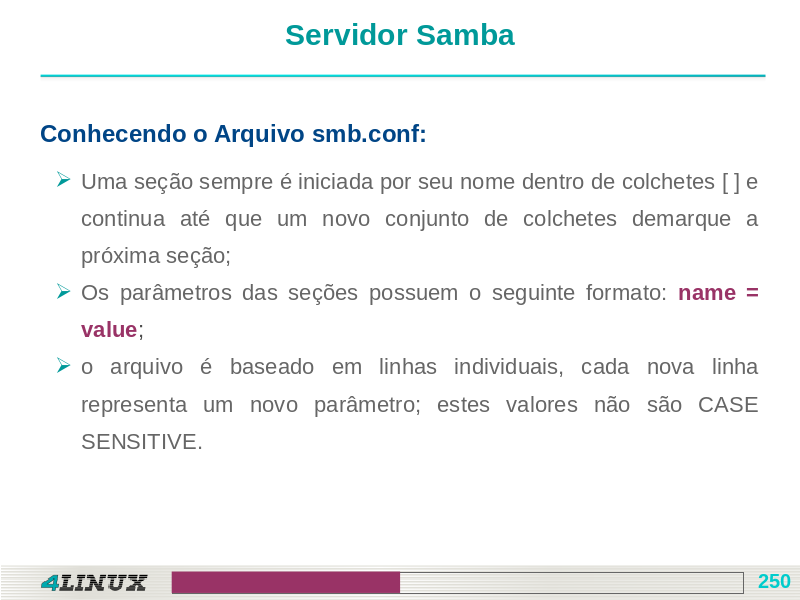 Servidor Samba
Conhecendo o Arquivo smb.conf:
Uma seção sempre é iniciada por seu nome dentro de colchetes [ ] e
continua até que um novo conjunto de colchetes demarque a
próxima seção;
Os parâmetros das seções possuem o seguinte formato: name =
value;
o arquivo é baseado em linhas individuais, cada nova linha
representa um novo parâmetro; estes valores não são CASE
SENSITIVE.
4LINUX
250